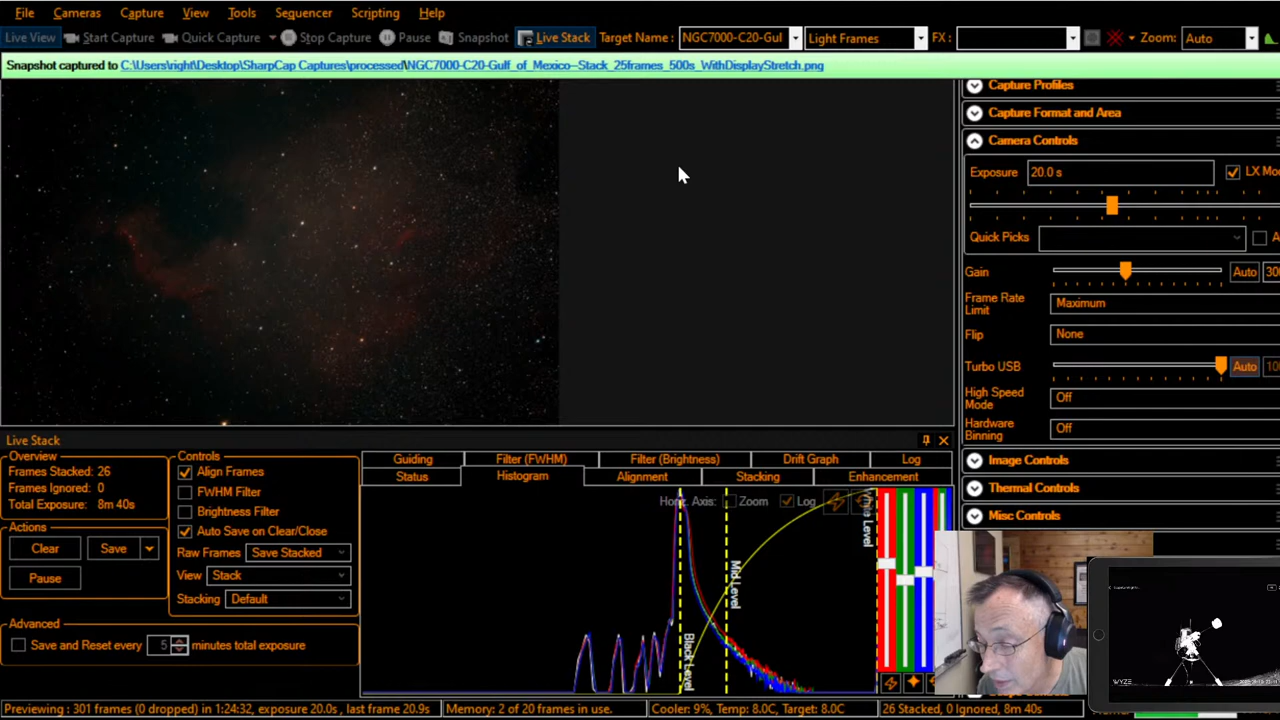 File Cameras Capture View Tools Sequencer Scripting Help
Live View Start Capture Quick Capture Stop Capture Pause Snapshot Live Stack Target Name : NGC7000-C20-Gul Light Frames FX : Zoom: Auto
Snapshot captured to C:\Users\right\Desktop\SharpCap Captures\processed\NGC7000-C20-Gulf_of_Mexico--Stack_25frames_500s_WithDisplayStretch.png
Capture Profiles
Capture Format and Area
Camera Controls
Exposure 20.0 s LX Mo
Quick Picks A
Gain Auto 30
Frame Rate Limit Maximum
Flip None
Turbo USB Auto 10
High Speed Mode Off
Hardware Binning Off
Image Controls
Thermal Controls
Misc Controls
Live Stack
Overview
Frames Stacked: 26
Frames Ignored: 0
Total Exposure: 8m 40s
Actions
Clear Save
Pause
Controls
Align Frames
FWHM Filter
Brightness Filter
Auto Save on Clear/Close
Raw Frames Save Stacked
View Stack
Stacking Default
Advanced
Save and Reset every 5 minutes total exposure
Guiding Filter (FWHM) Filter (Brightness) Drift Graph Log
Status Histogram Alignment Stacking Enhancement
Horiz. Axis: Zoom Log
Black Level
Mid Level
White Level
WYZE
Previewing : 301 frames (0 dropped) in 1:24:32, exposure 20.0s , last frame 20.9s Memory: 2 of 20 frames in use. Cooler: 9%, Temp: 8.0C, Target: 8.0C 26 Stacked, 0 Ignored, 8m 40s